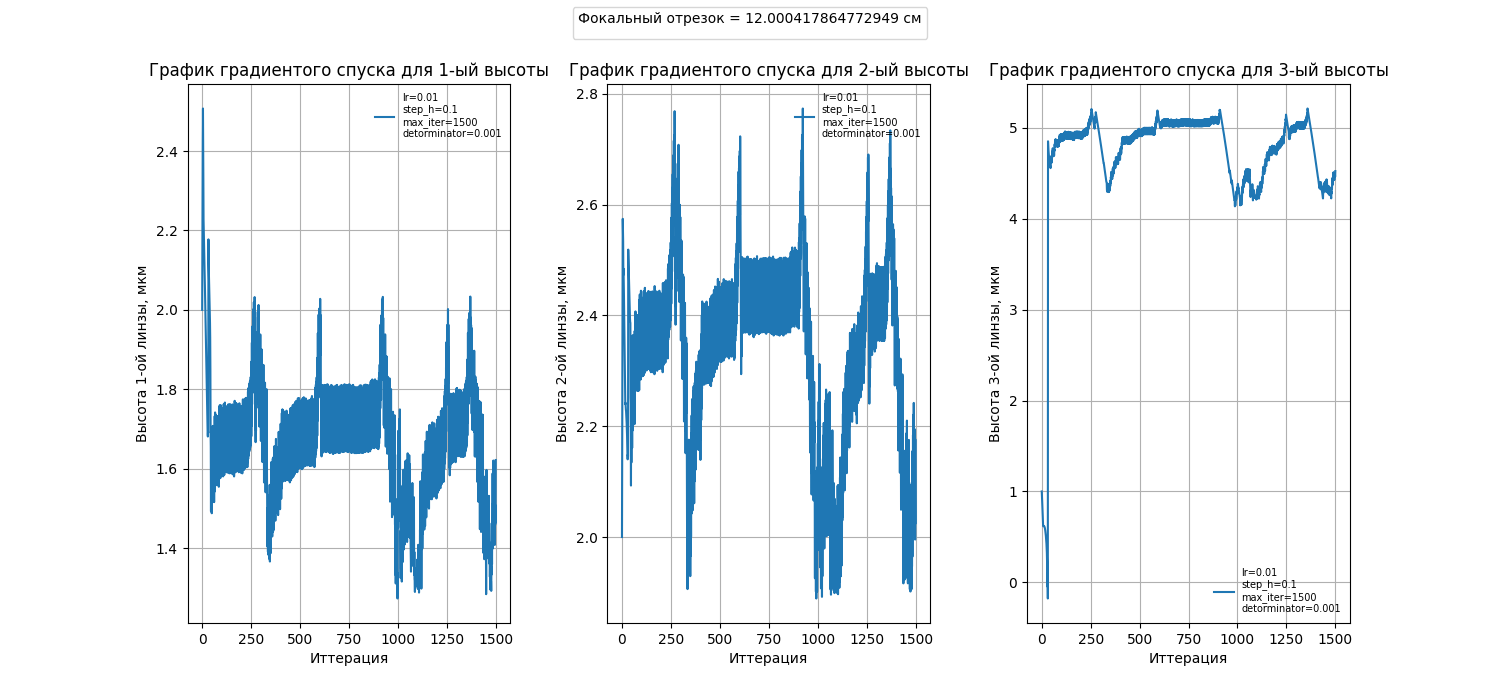 Фокальный отрезок = 12.000417864772949 см
График градиентого спуска для 1-ый высоты
График градиентого спуска для 2-ый высоты
График градиентого спуска для 3-ый высоты
lr=0.01
step_h=0.1
max_iter=1500
detorminator=0.001
2.4
2.2
2.0
1.8
1.6
1.4
Высота 1-ой линзы, мкм
0 250 500 750 1000 1250 1500
Иттерация
lr=0.01
step_h=0.1
max_iter=1500
detorminator=0.001
2.8
2.6
2.4
2.2
2.0
Высота 2-ой линзы, мкм
0 250 500 750 1000 1250 1500
Иттерация
5
4
3
2
1
0
Высота 3-ой линзы, мкм
lr=0.01
step_h=0.1
max_iter=1500
detorminator=0.001
0 250 500 750 1000 1250 1500
Иттерация